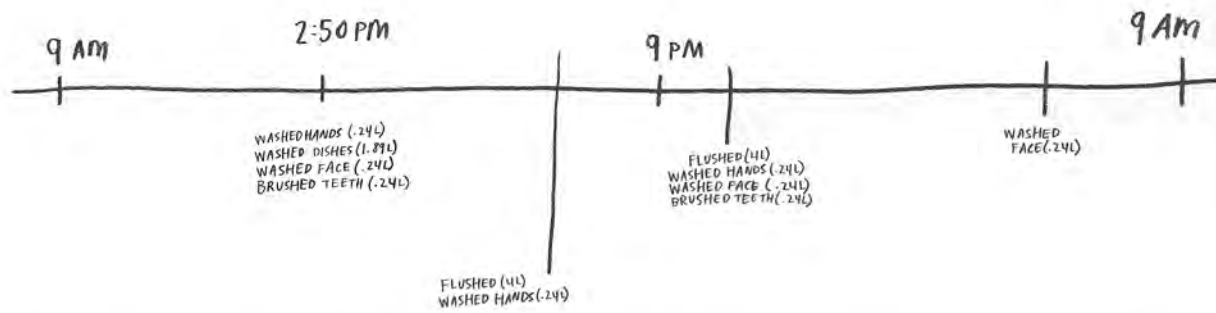 9 AM
2:50 PM
9 PM
9 AM
WASHED HANDS (.24L)
WASHED DISHES (1.89L)
WASHED FACE (.24L)
BRUSHED TEETH (.24L)
FLUSHED (4L)
WASHED HANDS (.24L)
FLUSHED (4L)
WASHED HANDS (.24L)
WASHED FACE (.24L)
BRUSHED TEETH (.24L)
WASHED
FACE (.24L)